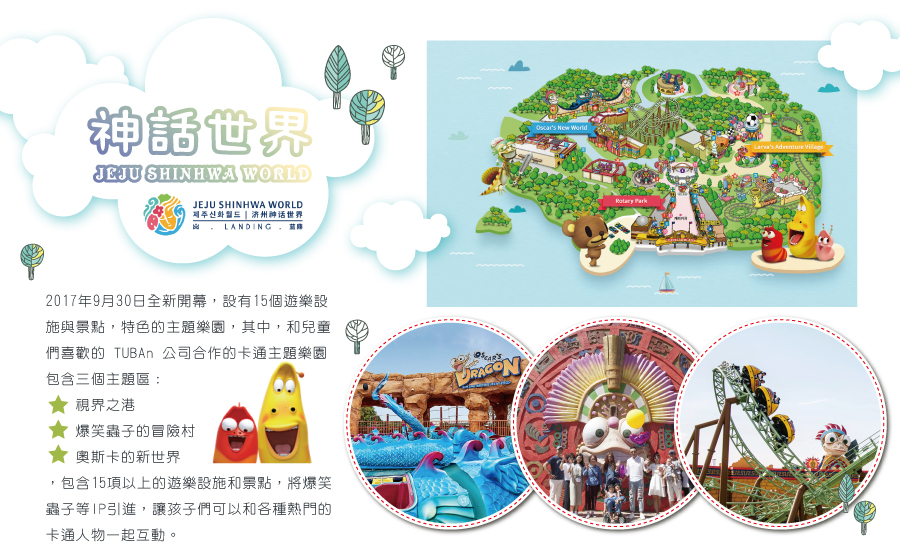 神話世界
JEJU SHINHWA WORLD
JEJU SHINHWA WORLD
제주신화월드 | 济州神话世界
LANDING . 蓝鼎
Oscar's New World
Larva's Adventure Village
Rotary Park
2017年9月30日全新開幕，設有15個遊樂設
施與景點，特色的主題樂園，其中，和兒童
們喜歡的 TUBAn 公司合作的卡通主題樂園
包含三個主題區：
視界之港
爆笑蟲子的冒險村
奧斯卡的新世界
，包含15項以上的遊樂設施和景點，將爆笑
蟲子等IP引進，讓孩子們可以和各種熱門的
卡通人物一起互動。
OSCAR'S
DRAGON